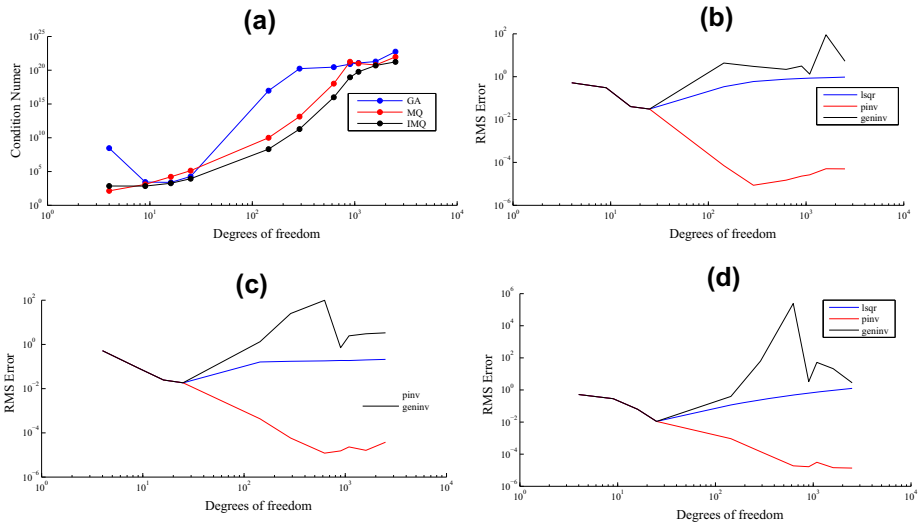 (a)
10^25
10^20
10^15
10^10
10^5
10^0
Condition Numer
GA
MQ
IMQ
10^0 10^1 10^2 10^3 10^4
Degrees of freedom
(b)
10^2
10^0
10^-2
10^-4
10^-6
RMS Error
lsqr
pinv
geninv
10^0 10^1 10^2 10^3 10^4
Degrees of freedom
(c)
10^2
10^0
10^-2
10^-4
10^-6
RMS Error
pinv
geninv
10^0 10^1 10^2 10^3 10^4
Degrees of freedom
(d)
10^6
10^4
10^2
10^0
10^-2
10^-4
10^-6
RMS Error
lsqr
pinv
geninv
10^0 10^1 10^2 10^3 10^4
Degrees of freedom